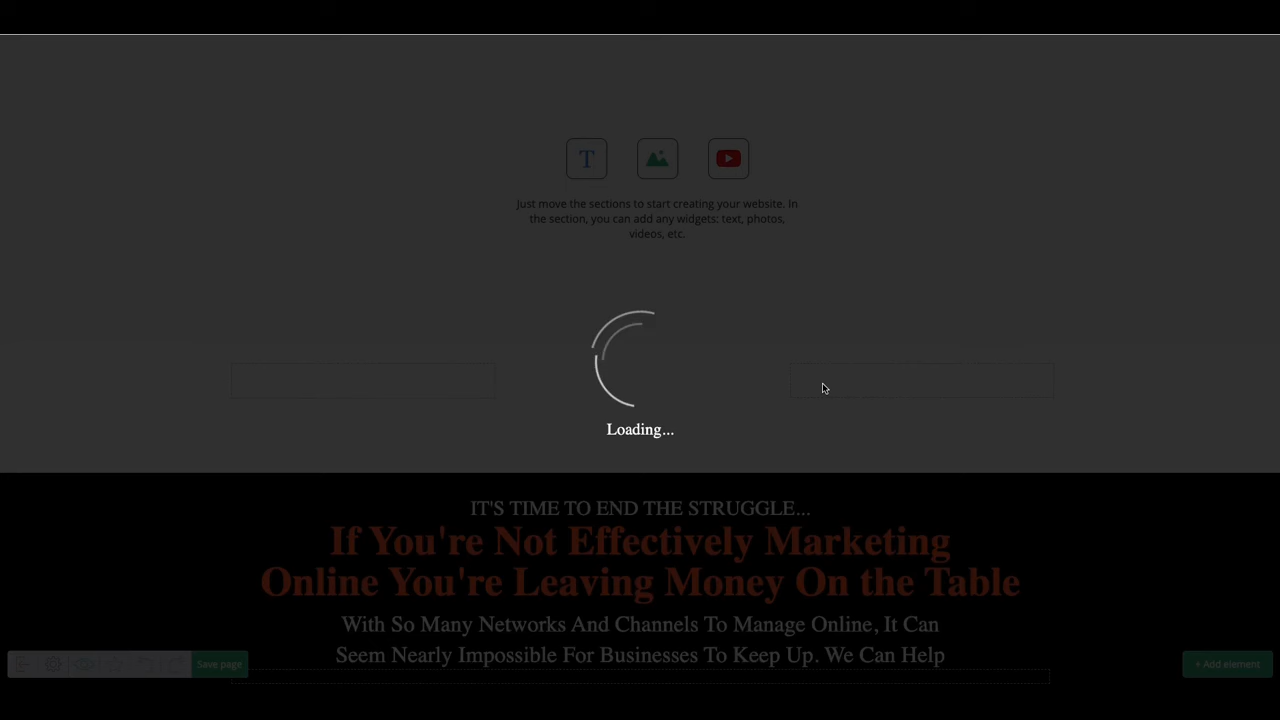 T
Just move the sections to start creating your website. In
the section, you can add any widgets: text, photos,
videos, etc.
Loading...
IT'S TIME TO END THE STRUGGLE...
If You're Not Effectively Marketing
Online You're Leaving Money On the Table
With So Many Networks And Channels To Manage Online, It Can
Seem Nearly Impossible For Businesses To Keep Up. We Can Help
Save page
+ Add element